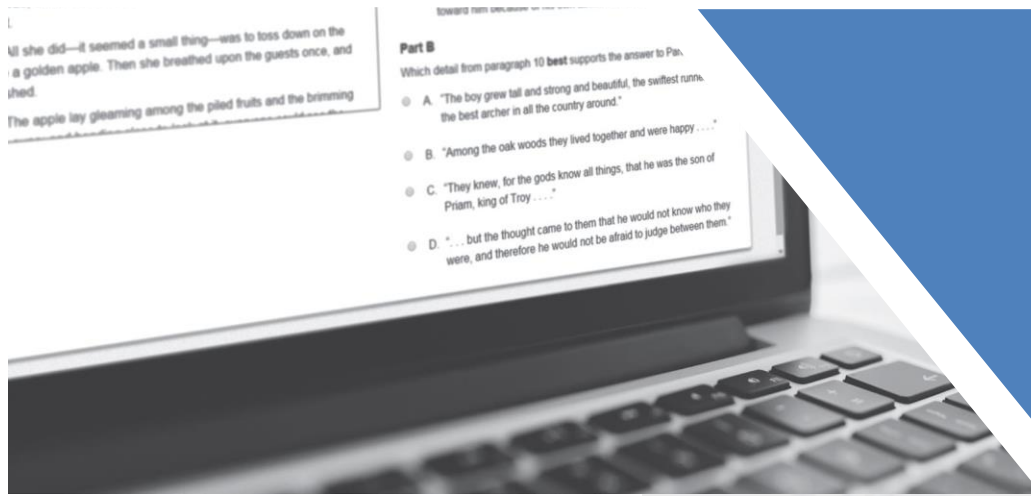 All she did—it seemed a small thing—was to toss down on the
a golden apple. Then she breathed upon the guests once, and
The apple lay gleaming among the piled fruits and the brimming
toward him because of his
Part B
Which detail from paragraph 10 best supports the answer to
A. "The boy grew tall and strong and beautiful, the swiftest
the best archer in all the country around."
B. "Among the oak woods they lived together and were happy . . . ."
C. "They knew, for the gods know all things, that he was the son of
Priam, king of Troy . . . ."
D. ". . . but the thought came to them that he would not know who they
were, and therefore he would not be afraid to judge between them."